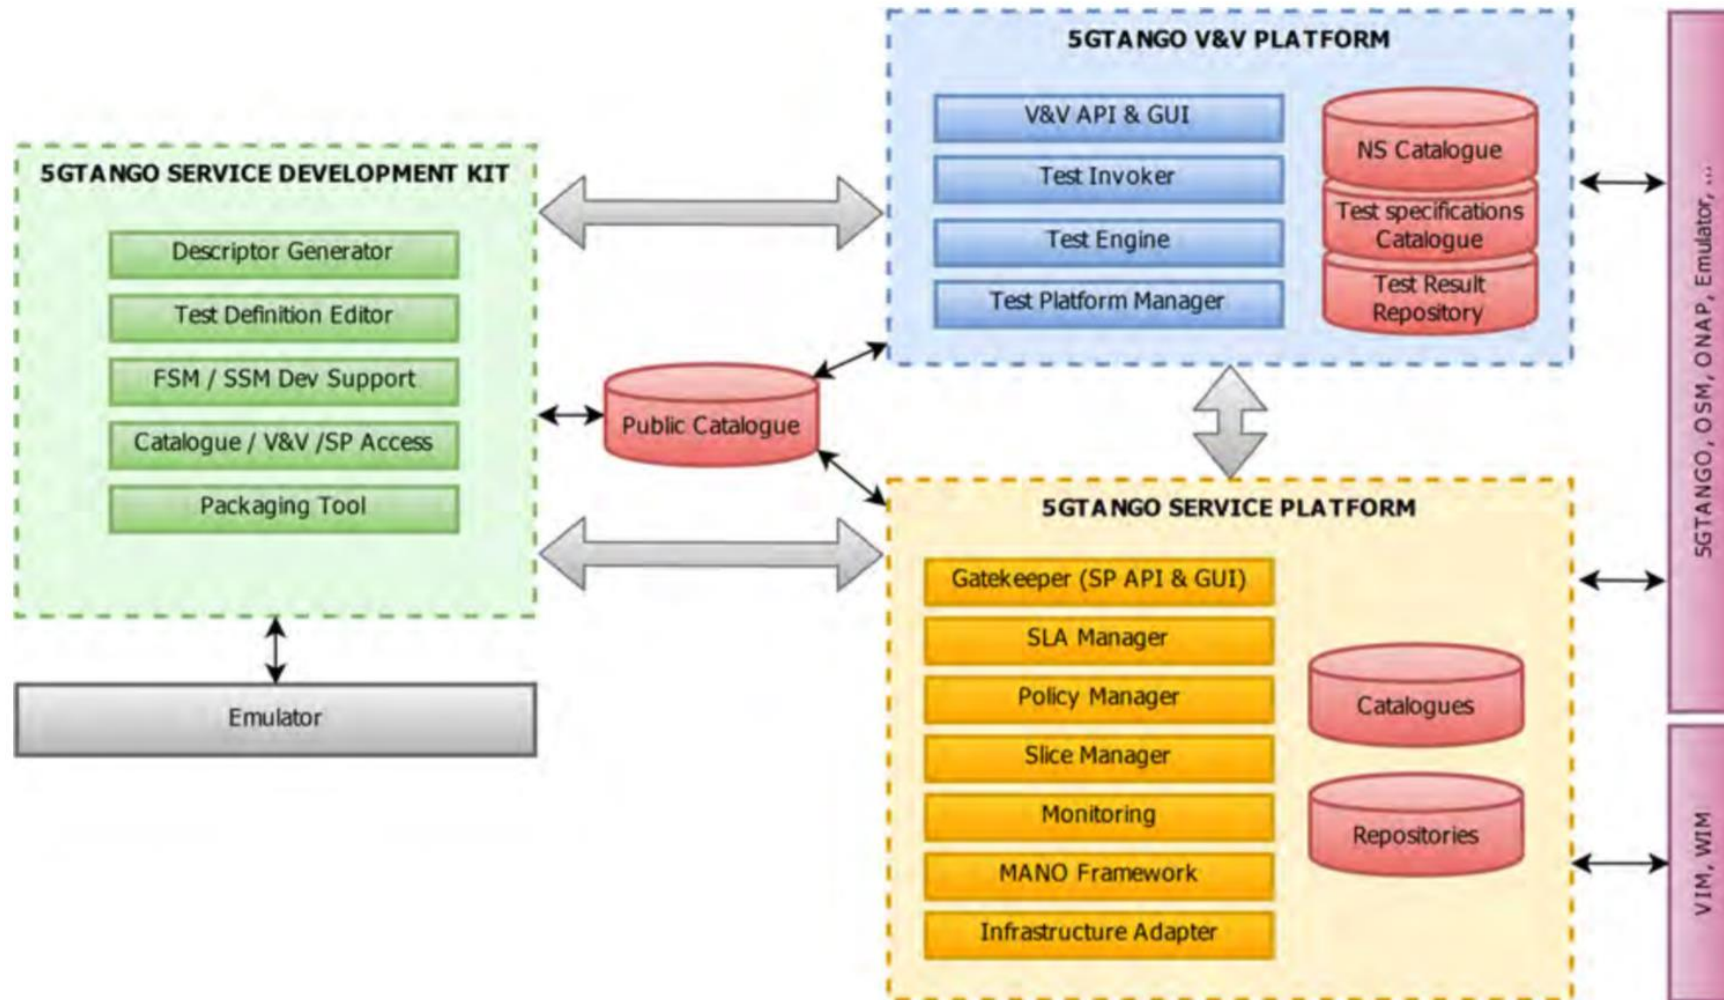 5GTANGO SERVICE DEVELOPMENT KIT
Descriptor Generator
Test Definition Editor
FSM / SSM Dev Support
Catalogue / V&V /SP Access
Packaging Tool
Emulator
Public Catalogue
5GTANGO V&V PLATFORM
V&V API & GUI
Test Invoker
Test Engine
Test Platform Manager
NS Catalogue
Test specifications
Catalogue
Test Result
Repository
5GTANGO SERVICE PLATFORM
Gatekeeper (SP API & GUI)
SLA Manager
Policy Manager
Slice Manager
Monitoring
MANO Framework
Infrastructure Adapter
Catalogues
Repositories
5GTANGO, OSM, ONAP, Emulator, ...
VIM, WIM